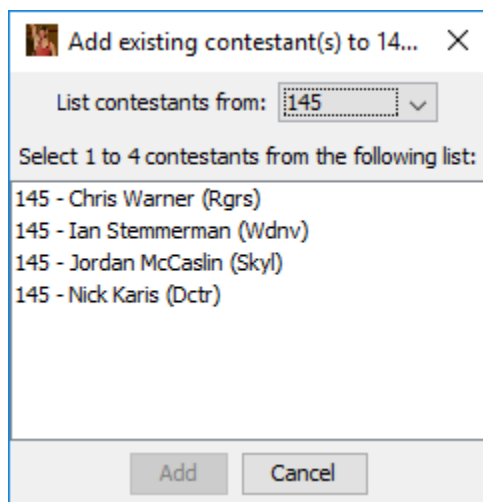 Add existing contestant(s) to 14...
List contestants from: 145
Select 1 to 4 contestants from the following list:
145 - Chris Warner (Rgrs)
145 - Ian Stemmerman (Wdnv)
145 - Jordan McCaslin (Skyl)
145 - Nick Karis (Dctr)
Add Cancel